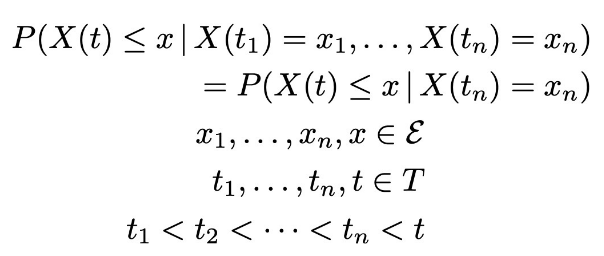 P(X(t) ≤ x | X(t₁) = x₁, …, X(tₙ) = xₙ)
= P(X(t) ≤ x | X(tₙ) = xₙ)
x₁, …, xₙ, x ∈ ℰ
t₁, …, tₙ, t ∈ T
t₁ < t₂ < ⋯ < tₙ < t